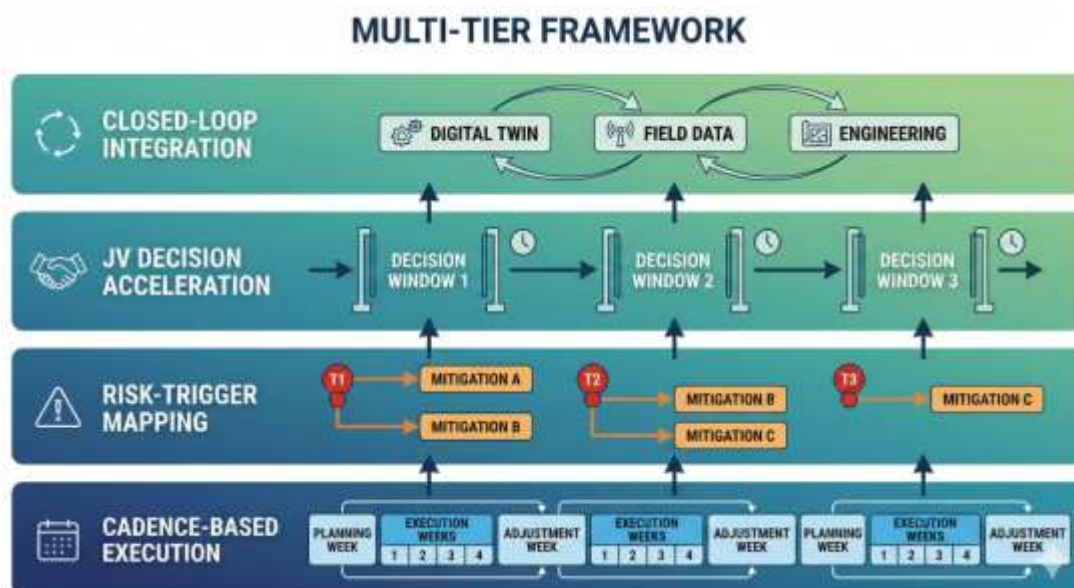 MULTI-TIER FRAMEWORK
CLOSED-LOOP
INTEGRATION
DIGITAL TWIN
FIELD DATA
ENGINEERING
JV DECISION
ACCELERATION
DECISION
WINDOW 1
DECISION
WINDOW 2
DECISION
WINDOW 3
RISK-TRIGGER
MAPPING
T1
MITIGATION A
MITIGATION B
T2
MITIGATION B
MITIGATION C
T3
MITIGATION C
CADENCE-BASED
EXECUTION
PLANNING
WEEK
EXECUTION
WEEKS
1 2 3 4
ADJUSTMENT
WEEK
EXECUTION
WEEKS
1 2 3 4
ADJUSTMENT
WEEK
PLANNING
WEEK
EXECUTION
WEEKS
1 2 3 4
ADJUSTMENT
WEEK